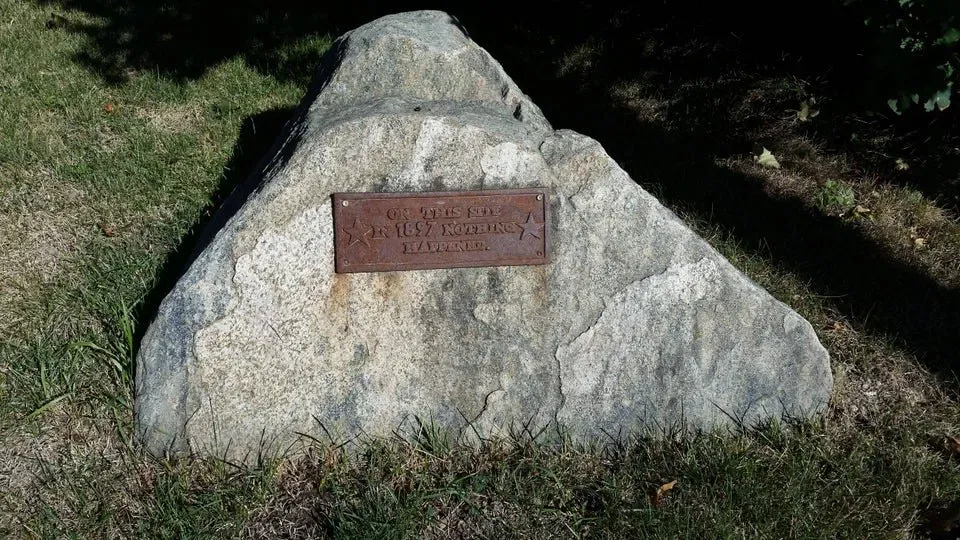 ON THIS SITE
IN 1897 NOTHING
HAPPENED.